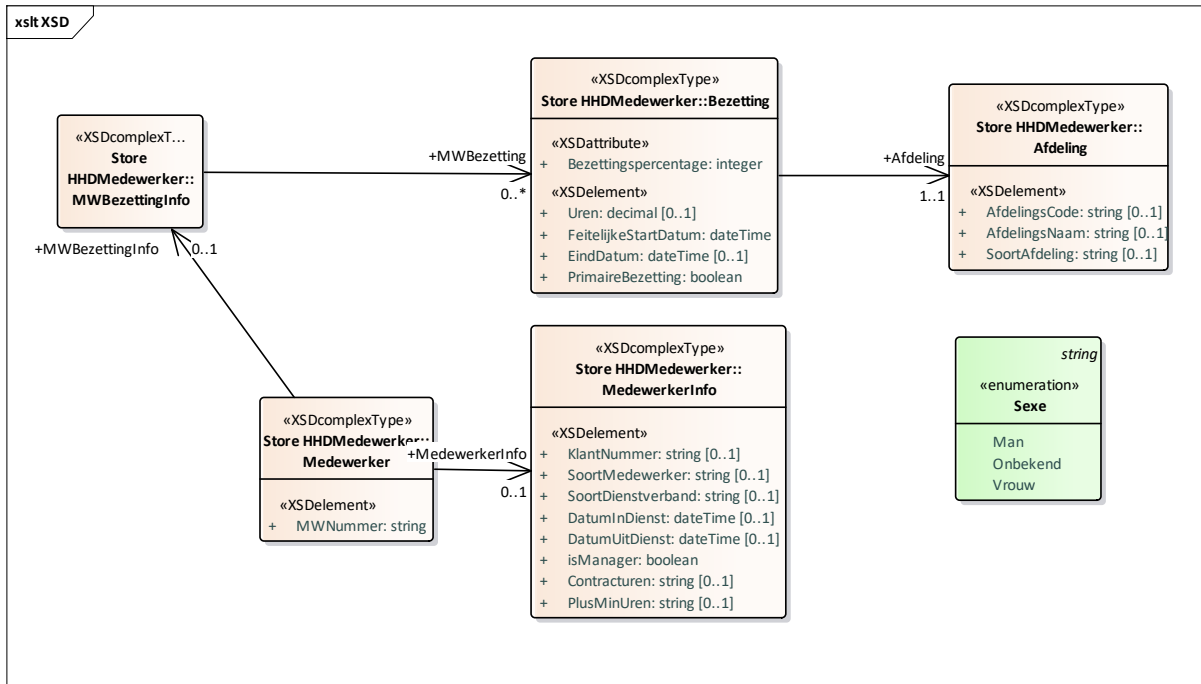 xslt XSD
«XSDcomplexT...
Store
HHDMedewerker::
MWBezettingInfo
+MWBezetting
0..*
«XSDcomplexType»
Store HHDMedewerker::Bezetting
«XSDattribute»
+ Bezettingspercentage: integer
«XSDelement»
+ Uren: decimal [0..1]
+ FeitelijkeStartDatum: dateTime
+ EindDatum: dateTime [0..1]
+ PrimaireBezetting: boolean
+Afdeling
1..1
«XSDcomplexType»
Store HHDMedewerker::
Afdeling
«XSDelement»
+ AfdelingsCode: string [0..1]
+ AfdelingsNaam: string [0..1]
+ SoortAfdeling: string [0..1]
+MWBezettingInfo
0..1
«XSDcomplexType»
Store HHDMedewerker::
Medewerker
«XSDelement»
+ MWNummer: string
+MedewerkerInfo
0..1
«XSDcomplexType»
Store HHDMedewerker::
MedewerkerInfo
«XSDelement»
+ KlantNummer: string [0..1]
+ SoortMedewerker: string [0..1]
+ SoortDienstverband: string [0..1]
+ DatumInDienst: dateTime [0..1]
+ DatumUitDienst: dateTime [0..1]
+ isManager: boolean
+ Contracturen: string [0..1]
+ PlusMinUren: string [0..1]
string
«enumeration»
Sexe
Man
Onbekend
Vrouw